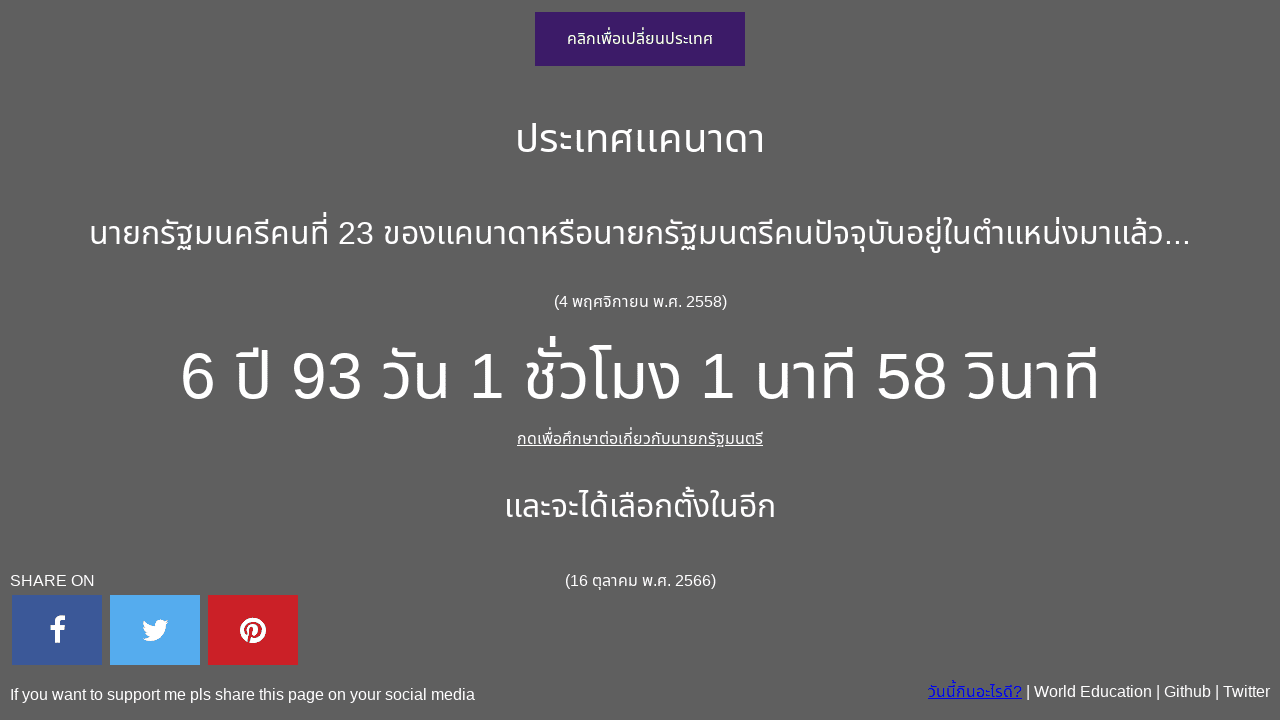 คลิกเพื่อเปลี่ยนประเทศ
ประเทศแคนาดา
นายกรัฐมนครีคนที่ 23 ของแคนาดาหรือนายกรัฐมนตรีคนปัจจุบันอยู่ในตำแหน่งมาแล้ว...
(4 พฤศจิกายน พ.ศ. 2558)
6 ปี 93 วัน 1 ชั่วโมง 1 นาที 58 วินาที
กดเพื่อศึกษาต่อเกี่ยวกับนายกรัฐมนตรี
และจะได้เลือกตั้งในอีก
(16 ตุลาคม พ.ศ. 2566)
SHARE ON
If you want to support me pls share this page on your social media
วันนี้กินอะไรดี? | World Education | Github | Twitter